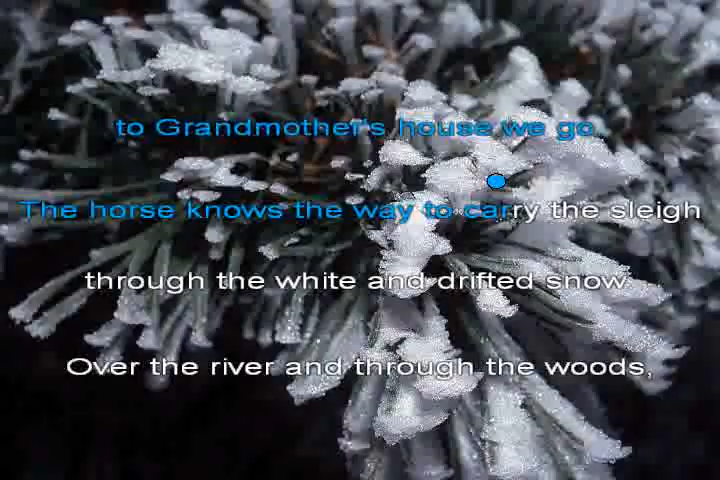 to Grandmother's house we go.
The horse knows the way to carry the sleigh
through the white and drifted snow.
Over the river and through the woods,